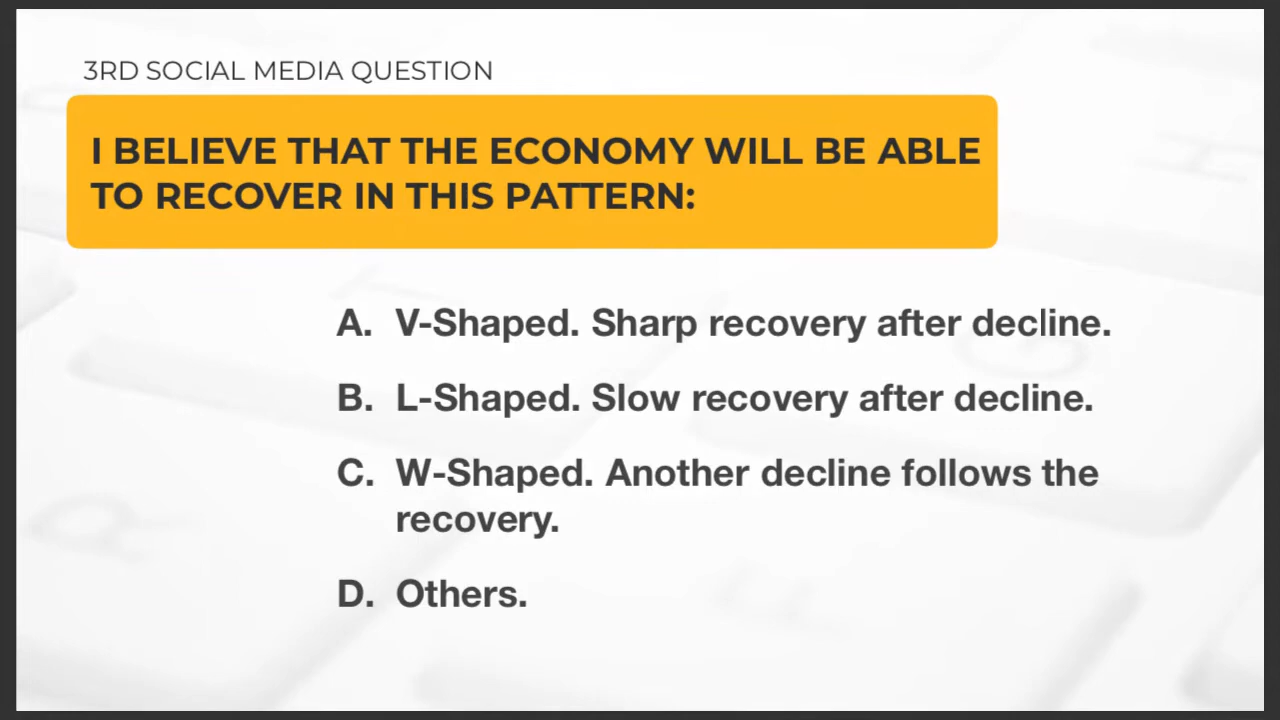 3RD SOCIAL MEDIA QUESTION
I BELIEVE THAT THE ECONOMY WILL BE ABLE
TO RECOVER IN THIS PATTERN:
A. V-Shaped. Sharp recovery after decline.
B. L-Shaped. Slow recovery after decline.
C. W-Shaped. Another decline follows the
recovery.
D. Others.